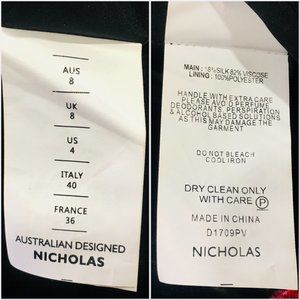 AUS
8
UK
8
US
4
ITALY
40
FRANCE
36
AUSTRALIAN DESIGNED
NICHOLAS
MAIN : 18%SILK 82% VISCOSE
LINING : 100%POLYESTER
HANDLE WITH EXTRA CARE
PLEASE AVOID PERFUME,
DEODORANTS, PERSPIRATION
& ALCOHOL BASED SOLUTIONS
AS THIS MAY DAMAGE THE
GARMENT
DO NOT BLEACH
COOL IRON
DRY CLEAN ONLY
WITH CARE P
MADE IN CHINA
D1709PV
NICHOLAS